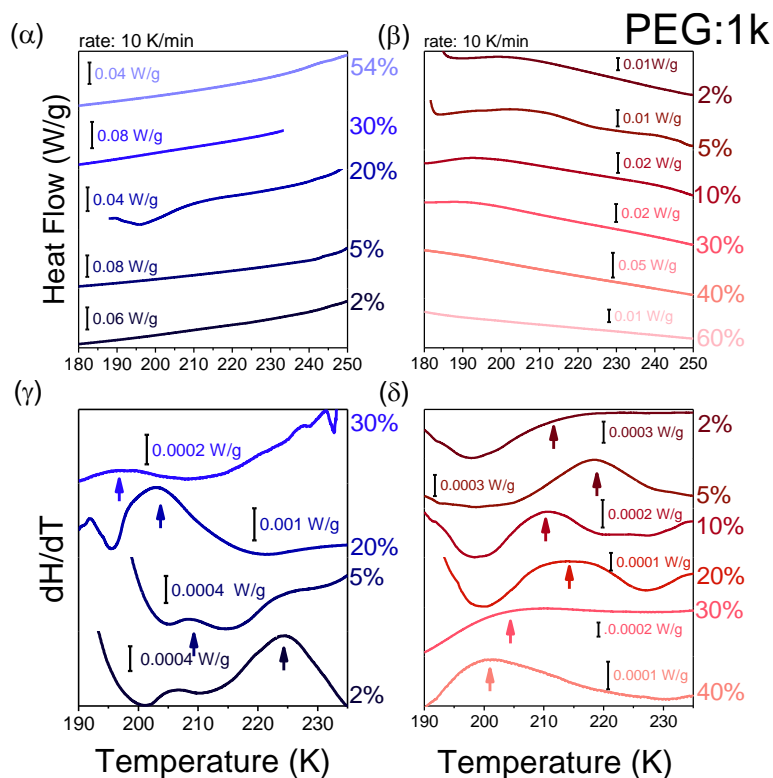 PEG:1k
(α)
rate: 10 K/min
Heat Flow (W/g)
0.04 W/g
54%
0.08 W/g
30%
20%
0.04 W/g
5%
0.08 W/g
0.06 W/g
2%
180 190 200 210 220 230 240 250
(β)
rate: 10 K/min
0.01W/g
2%
0.01 W/g
5%
0.02 W/g
10%
0.02 W/g
30%
0.05 W/g
40%
0.01 W/g
60%
180 190 200 210 220 230 240 250
(γ)
dH/dT
30%
0.0002 W/g
0.001 W/g
20%
5%
0.0004 W/g
0.0004 W/g
2%
190 200 210 220 230
Temperature (K)
(δ)
2%
0.0003 W/g
0.0003 W/g
5%
0.0002 W/g
10%
0.0001 W/g
20%
30%
.0.0002 W/g
0.0001 W/g
40%
190 200 210 220 230
Temperature (K)